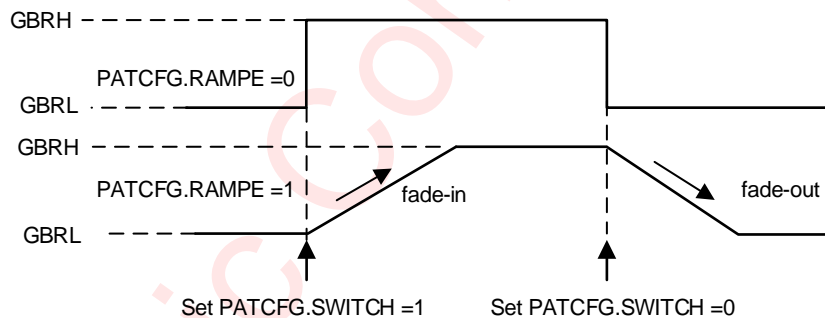 GBRH
PATCFG.RAMPE =0
GBRL
GBRH
PATCFG.RAMPE =1
fade-in
fade-out
GBRL
Set PATCFG.SWITCH =1
Set PATCFG.SWITCH =0